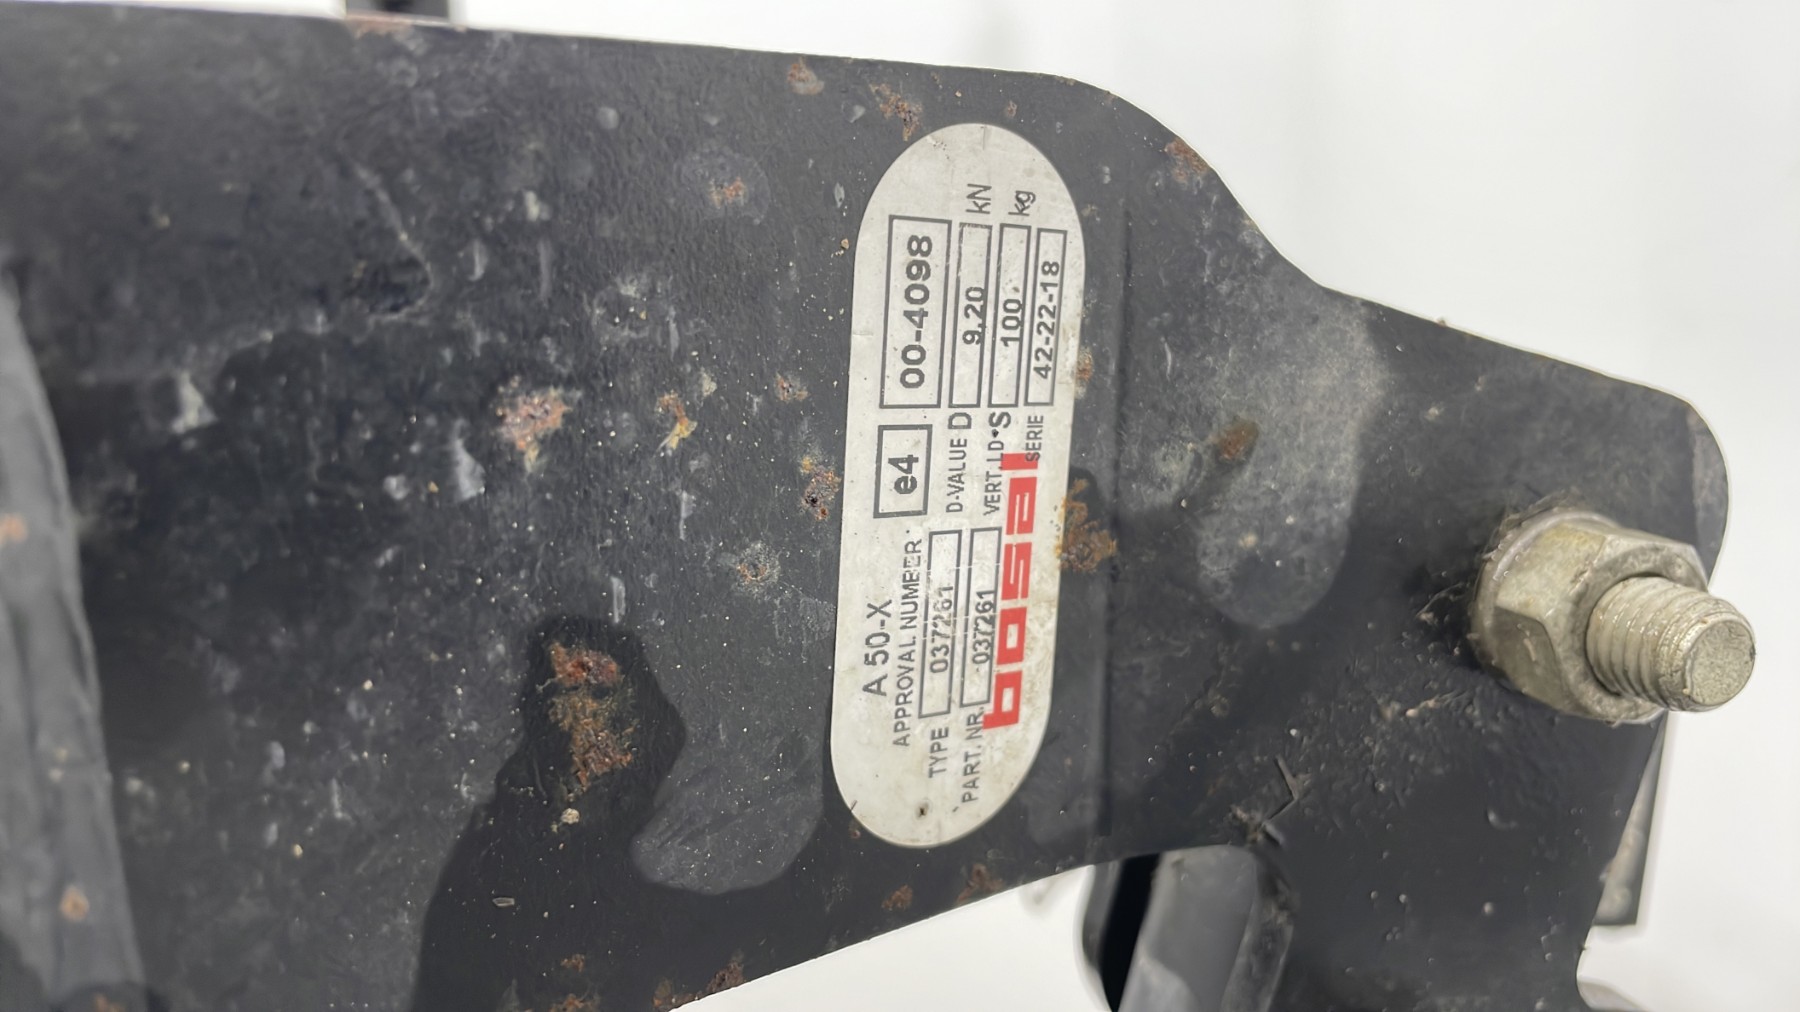 A 50-X
APPROVAL NUMBER e4 00-4098
TYPE 037261 D-VALUE D 9,20 kN
PART. NR. 037261 VERT. LD•S 100 kg
bosal SERIE 42-22-18